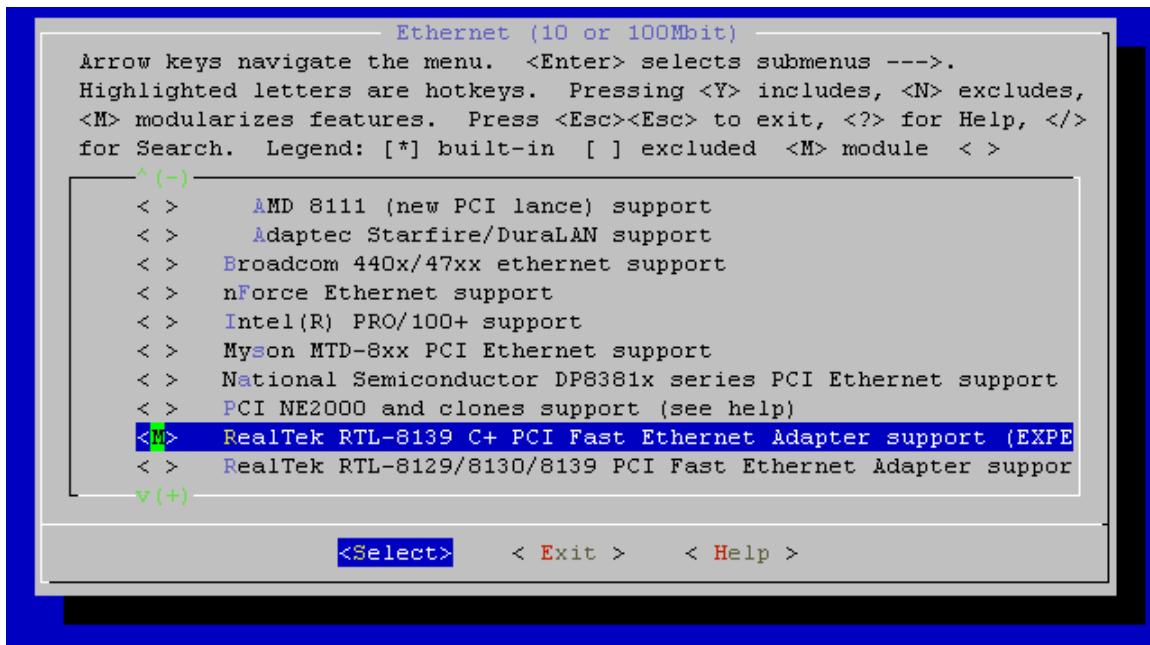 Ethernet (10 or 100Mbit)
Arrow keys navigate the menu.  <Enter> selects submenus --->.
Highlighted letters are hotkeys.  Pressing <Y> includes, <N> excludes,
<M> modularizes features.  Press <Esc><Esc> to exit, <?> for Help, </>
for Search.  Legend: [*] built-in  [ ] excluded  <M> module  < >
^(-)
< >     AMD 8111 (new PCI lance) support
< >     Adaptec Starfire/DuraLAN support
< >   Broadcom 440x/47xx ethernet support
< >   nForce Ethernet support
< >   Intel(R) PRO/100+ support
< >   Myson MTD-8xx PCI Ethernet support
< >   National Semiconductor DP8381x series PCI Ethernet support
< >   PCI NE2000 and clones support (see help)
<M>   RealTek RTL-8139 C+ PCI Fast Ethernet Adapter support (EXPE
< >   RealTek RTL-8129/8130/8139 PCI Fast Ethernet Adapter suppor
v(+)
<Select>    < Exit >    < Help >